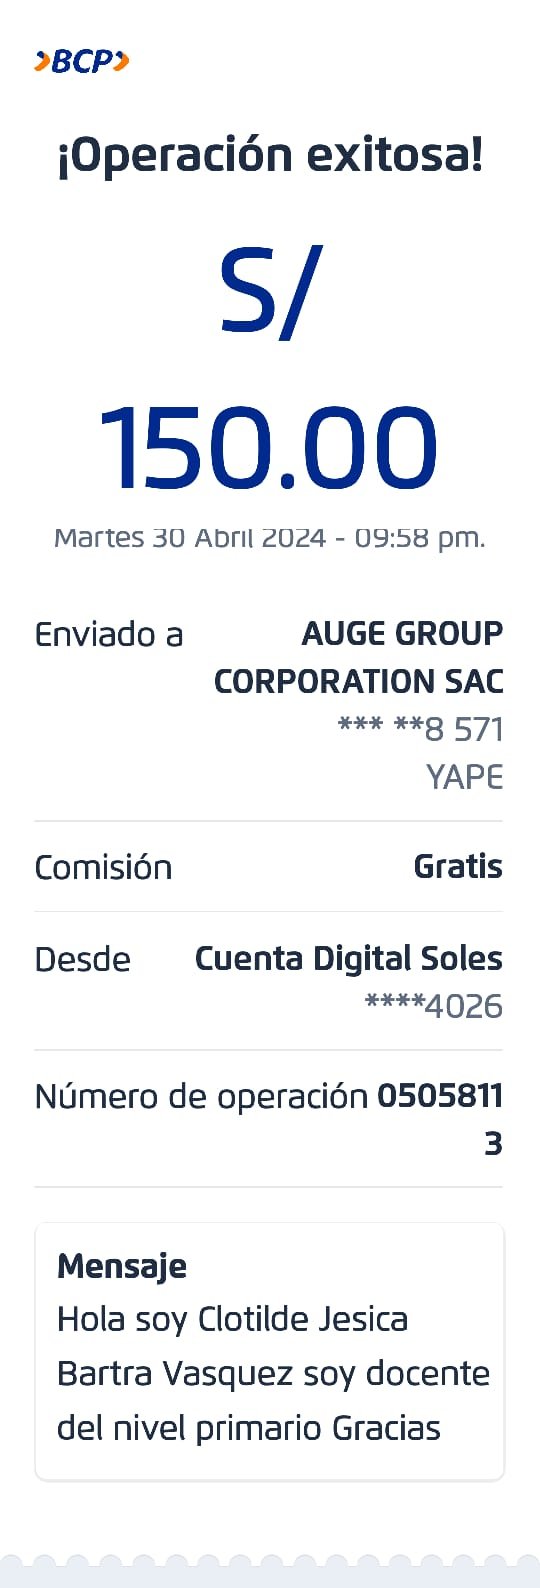 BCP
¡Operación exitosa!
S/
150.00
Martes 30 Abril 2024 - 09:58 pm.
Enviado a AUGE GROUP
CORPORATION SAC
*** **8 571
YAPE
Comisión Gratis
Desde Cuenta Digital Soles
****4026
Número de operación 0505811
3
Mensaje
Hola soy Clotilde Jesica
Bartra Vasquez soy docente
del nivel primario Gracias